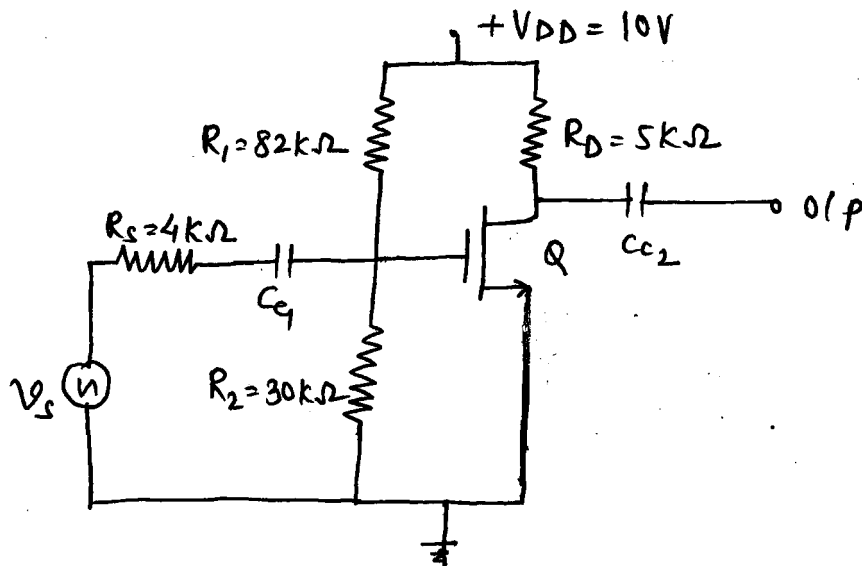 +VDD = 10V
R1=82kΩ
RD=5kΩ
Rs=4kΩ
O/P
Q
Cc2
Cc1
R2=30kΩ
Vs